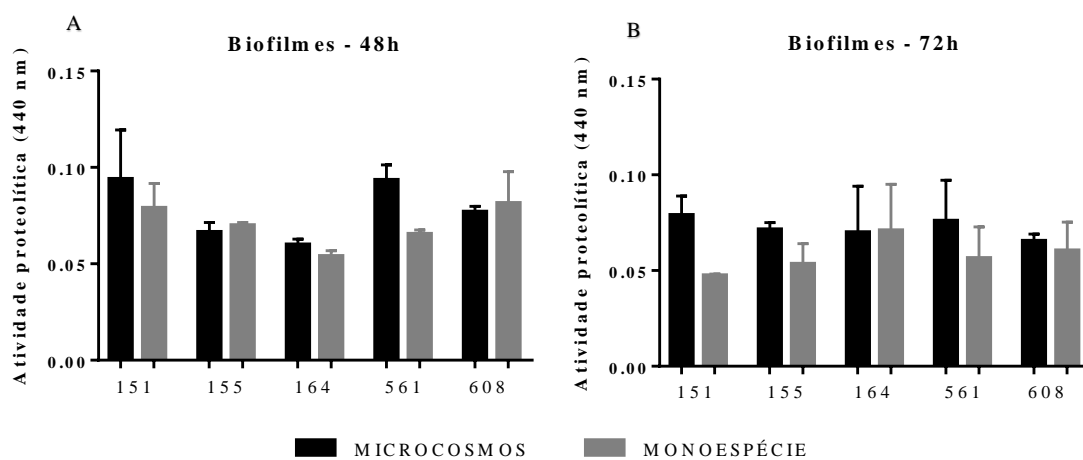 A
Biofilmes - 48h
Atividade proteolítica (440 nm)
0.15
0.10
0.05
0.00
151 155 164 561 608
B
Biofilmes - 72h
Atividade proteolítica (440 nm)
0.15
0.10
0.05
0.00
151 155 164 561 608
MICROCOSMOS MONOESPÉCIE